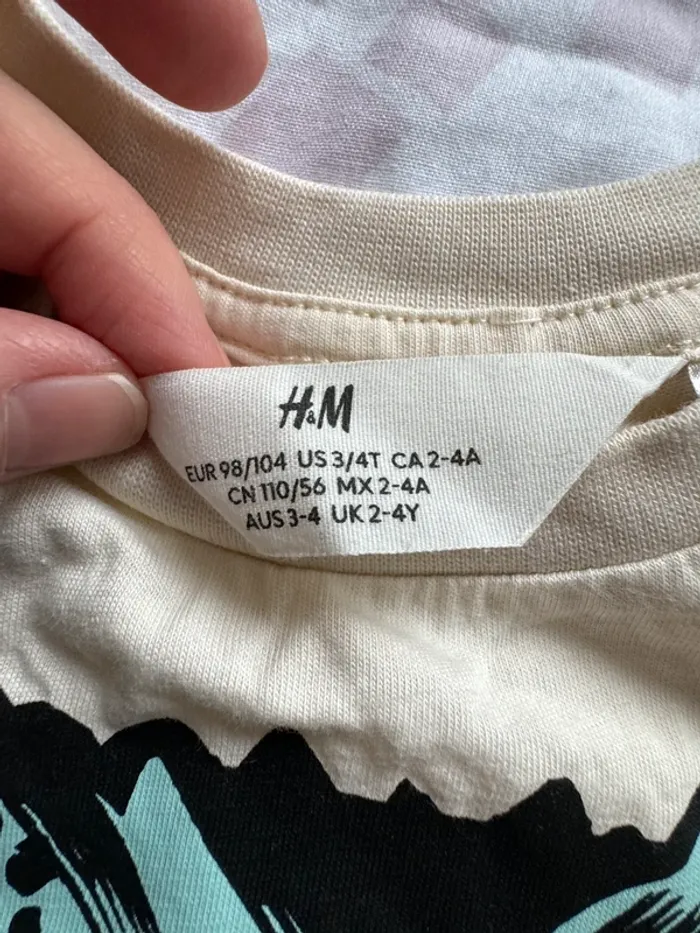 H&M
EUR 98/104 US 3/4T CA 2-4A
CN 110/56 MX 2-4A
AUS 3-4 UK 2-4Y